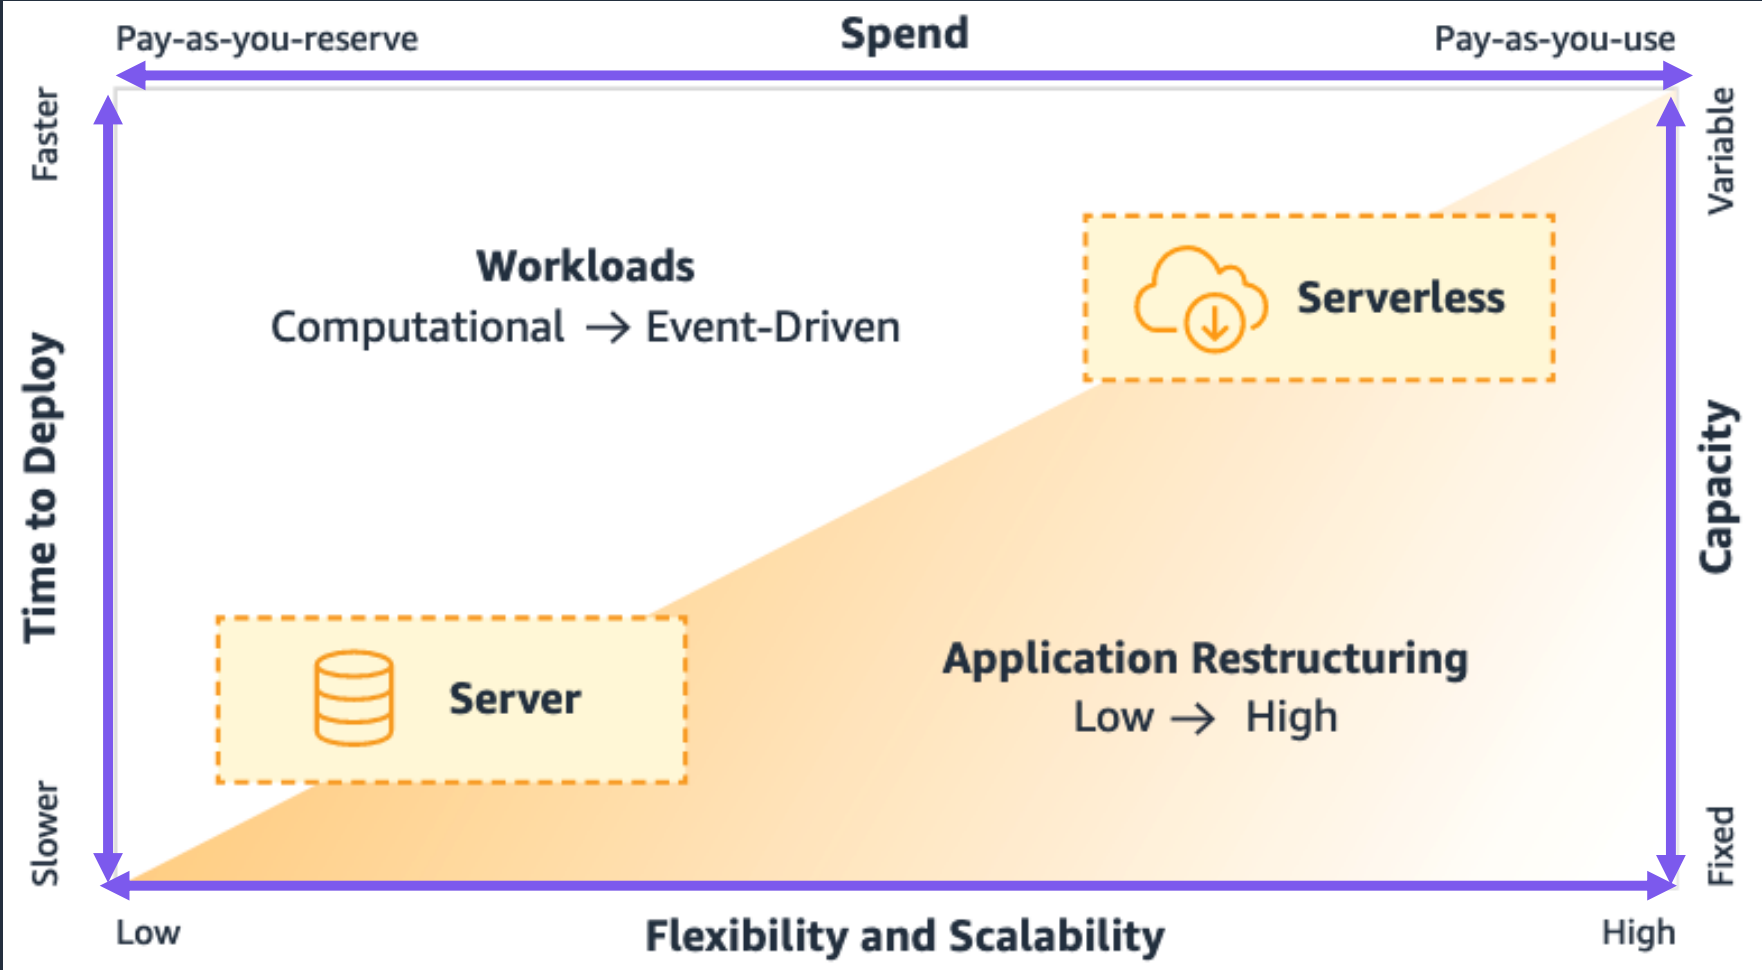 Pay-as-you-reserve
Spend
Pay-as-you-use
Faster
Time to Deploy
Slower
Workloads
Computational → Event-Driven
Serverless
Server
Application Restructuring
Low → High
Variable
Capacity
Fixed
Low
Flexibility and Scalability
High